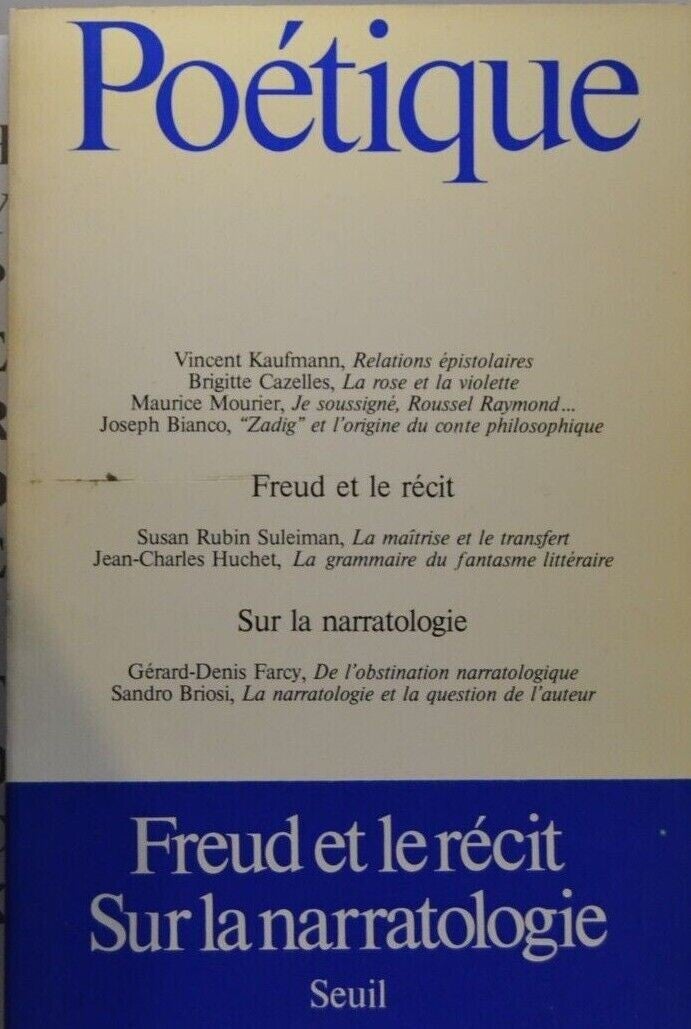 Poétique
Vincent Kaufmann, Relations épistolaires
Brigitte Cazelles, La rose et la violette
Maurice Mourier, Je soussigné, Roussel Raymond...
Joseph Bianco, "Zadig" et l'origine du conte philosophique
Freud et le récit
Susan Rubin Suleiman, La maîtrise et le transfert
Jean-Charles Huchet, La grammaire du fantasme littéraire
Sur la narratologie
Gérard-Denis Farcy, De l'obstination narratologique
Sandro Briosi, La narratologie et la question de l'auteur
Freud et le récit
Sur la narratologie
Seuil